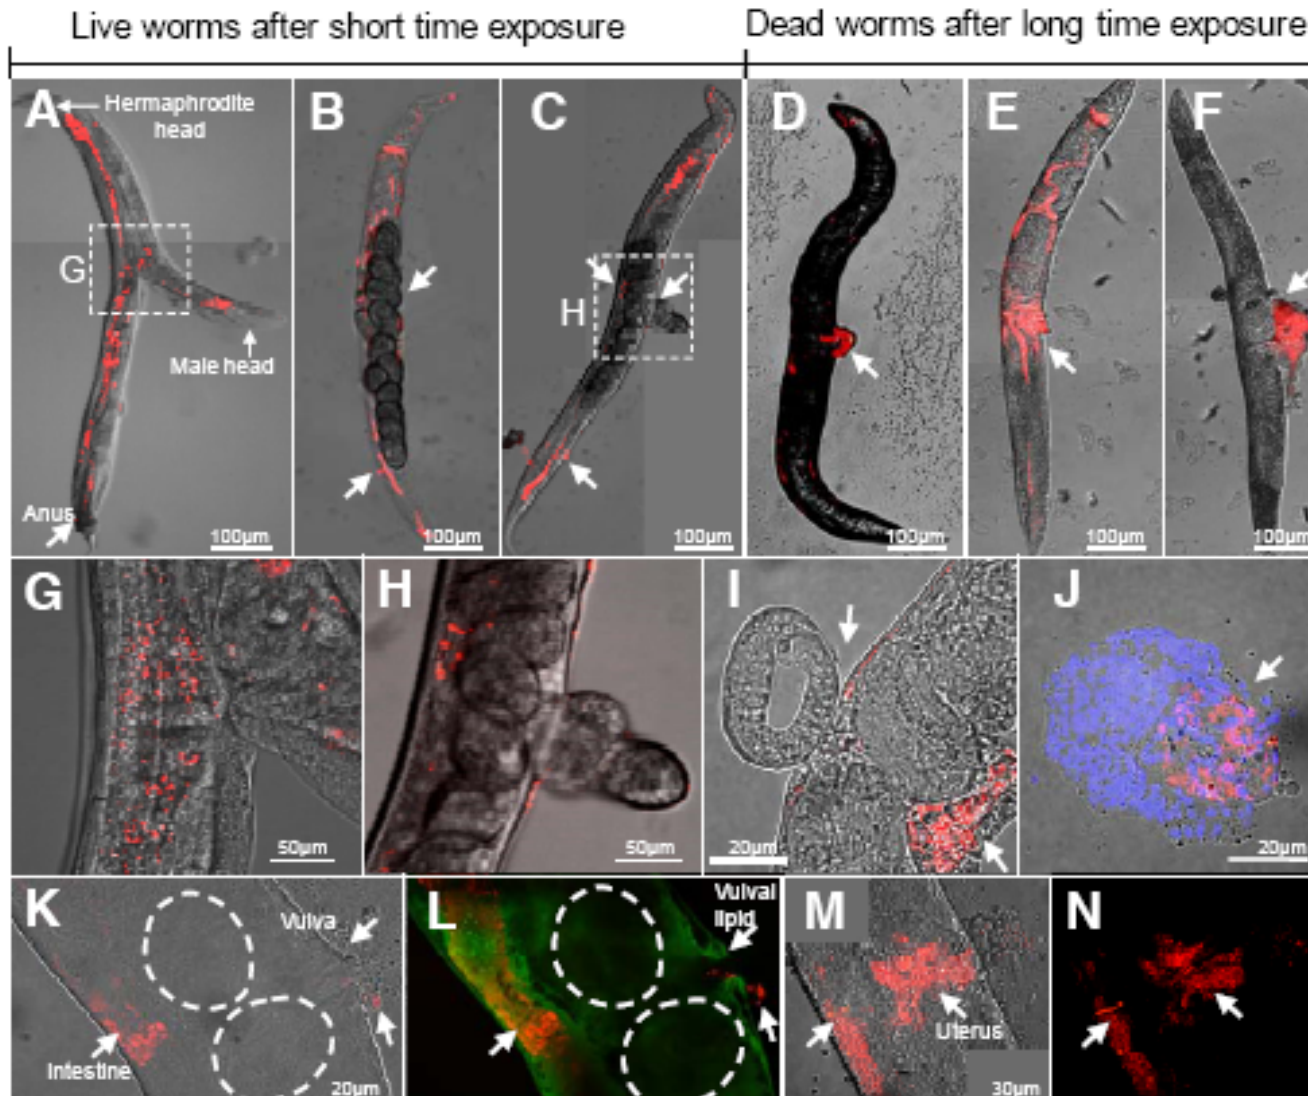 Live worms after short time exposure
Dead worms after long time exposure
A
Hermaphrodite
head
G
Male head
Anus
100µm
B
100µm
C
H
100µm
D
100µm
E
100µm
F
100µm
G
50µm
H
50µm
I
20µm
J
20µm
K
Vulva
Intestine
20µm
L
Vulval
lipid
M
Uterus
30µm
N